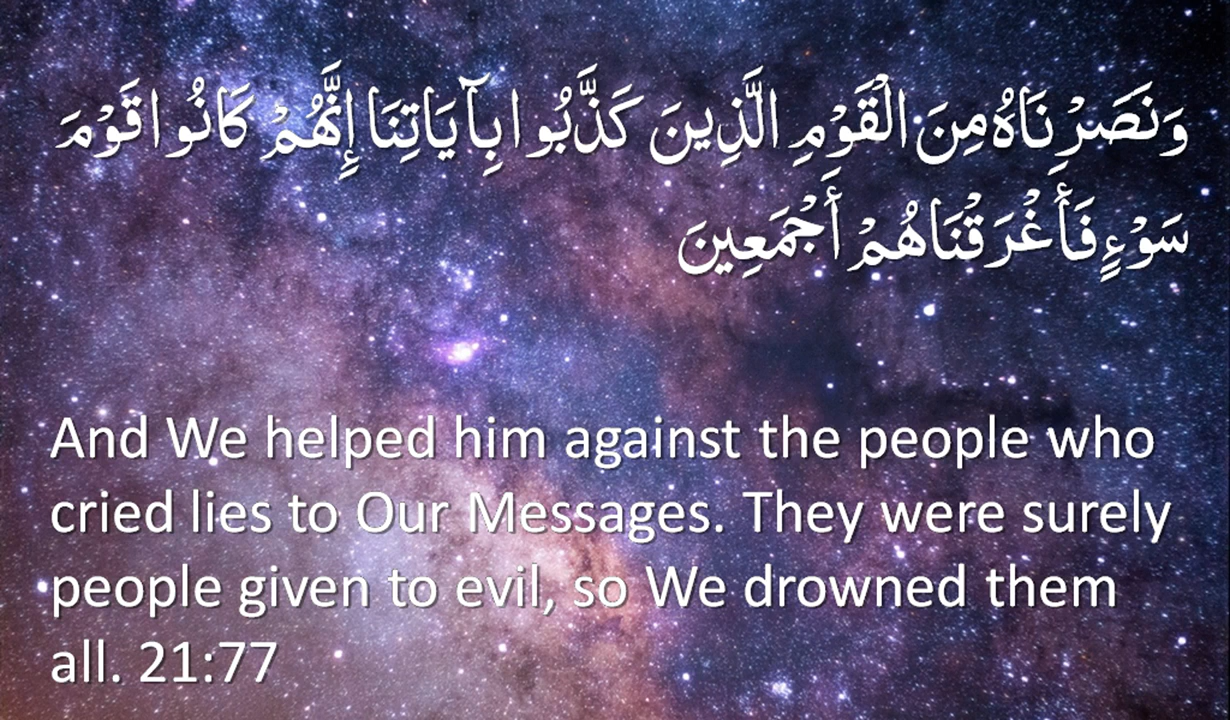 وَنَصَرْنَاهُ مِنَ الْقَوْمِ الَّذِينَ كَذَّبُوا بِآيَاتِنَا إِنَّهُمْ كَانُوا قَوْمَ
سَوْءٍ فَأَغْرَقْنَاهُمْ أَجْمَعِينَ
And We helped him against the people who
cried lies to Our Messages. They were surely
people given to evil, so We drowned them
all. 21:77